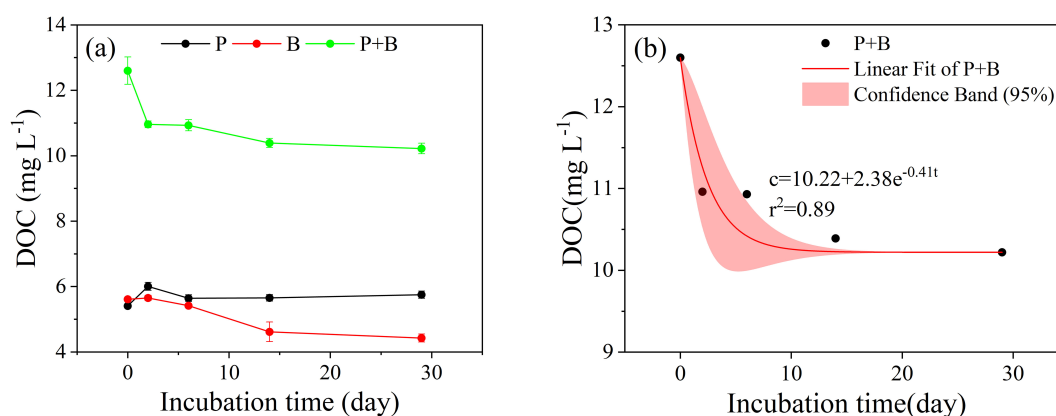 (a)
P B P+B
14
12
10
8
6
4
0 10 20 30
DOC (mg L⁻¹)
Incubation time (day)
(b)
P+B
Linear Fit of P+B
Confidence Band (95%)
c=10.22+2.38e⁻⁰·⁴¹ᵗ
r²=0.89
13
12
11
10
9
0 10 20 30
DOC(mg L⁻¹)
Incubation time(day)